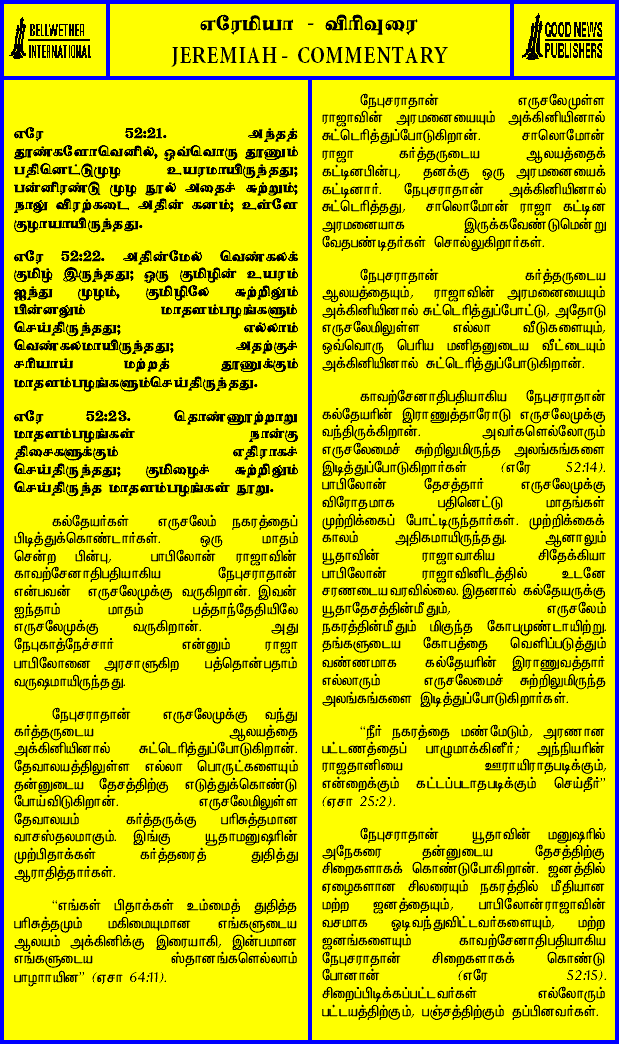 BELLWETHER
INTERNATIONAL
எரேமியா - விரிவுரை
JEREMIAH - COMMENTARY
GOOD NEWS
PUBLISHERS
எரே 52:21. அந்தத்
தூண்களோவெனில், ஒவ்வொரு தூணும்
பதினெட்டுமுழ உயரமாயிருந்தது;
பன்னிரண்டு முழ நூல் அதைச் சுற்றும்;
நாலு விரற்கடை அதின் கனம்; உள்ளே
குழாயாயிருந்தது.
எரே 52:22. அதின்மேல் வெண்கலக்
குமிழ் இருந்தது; ஒரு குமிழின் உயரம்
ஐந்து முழம், குமிழிலே சுற்றிலும்
பின்னலும் மாதளம்பழங்களும்
செய்திருந்தது; எல்லாம்
வெண்கலமாயிருந்தது; அதற்குச்
சரியாய் மற்றத் தூணுக்கும்
மாதளம்பழங்களும்செய்திருந்தது.
எரே 52:23. தொண்ணூற்றாறு
மாதளம்பழங்கள் நான்கு
திசைகளுக்கும் எதிராகச்
செய்திருந்தது; குமிழைச் சுற்றிலும்
செய்திருந்த மாதளம்பழங்கள் நூறு.
கல்தேயர்கள் எருசலேம் நகரத்தைப்
பிடித்துக்கொண்டார்கள். ஒரு மாதம்
சென்ற பின்பு, பாபிலோன் ராஜாவின்
காவற்சேனாதிபதியாகிய நேபுசராதான்
என்பவன் எருசலேமுக்கு வருகிறான். இவன்
ஐந்தாம் மாதம் பத்தாந்தேதியிலே
எருசலேமுக்கு வருகிறான். அது
நேபுகாத்நேச்சார் என்னும் ராஜா
பாபிலோனை அரசாளுகிற பத்தொன்பதாம்
வருஷமாயிருந்தது.
நேபுசராதான் எருசலேமுக்கு வந்து
கர்த்தருடைய ஆலயத்தை
அக்கினியினால் சுட்டெரித்துப்போடுகிறான்.
தேவாலயத்திலுள்ள எல்லா பொருட்களையும்
தன்னுடைய தேசத்திற்கு எடுத்துக்கொண்டு
போய்விடுகிறான். எருசலேமிலுள்ள
தேவாலயம் கர்த்தருக்கு பரிசுத்தமான
வாசஸ்தலமாகும். இங்கு யூதாமனுஷரின்
முற்பிதாக்கள் கர்த்தரைத் துதித்து
ஆராதித்தார்கள்.
“எங்கள் பிதாக்கள் உம்மைத் துதித்த
பரிசுத்தமும் மகிமையுமான எங்களுடைய
ஆலயம் அக்கினிக்கு இரையாகி, இன்பமான
எங்களுடைய ஸ்தானங்களெல்லாம்
பாழாயின” (ஏசா 64:11).
நேபுசராதான் எருசலேமுள்ள
ராஜாவின் அரமனையையும் அக்கினியினால்
சுட்டெரித்துப்போடுகிறான். சாலொமோன்
ராஜா கர்த்தருடைய ஆலயத்தைக்
கட்டினபின்பு, தனக்கு ஒரு அரமனையைக்
கட்டினார். நேபுசராதான் அக்கினியினால்
சுட்டெரித்தது, சாலொமோன் ராஜா கட்டின
அரமனையாக இருக்கவேண்டுமென்று
வேதபண்டிதர்கள் சொல்லுகிறார்கள்.
நேபுசராதான் கர்த்தருடைய
ஆலயத்தையும், ராஜாவின் அரமனையையும்
அக்கினியினால் சுட்டெரித்துப்போட்டு, அதோடு
எருசலேமிலுள்ள எல்லா வீடுகளையும்,
ஒவ்வொரு பெரிய மனிதனுடைய வீட்டையும்
அக்கினியினால் சுட்டெரித்துப்போடுகிறான்.
காவற்சேனாதிபதியாகிய நேபுசராதான்
கல்தேயரின் இராணுத்தாரோடு எருசலேமுக்கு
வந்திருக்கிறான். அவர்களெல்லோரும்
எருசலேமைச் சுற்றிலுமிருந்த அலங்கங்களை
இடித்துப்போடுகிறார்கள் (எரே 52:14).
பாபிலோன் தேசத்தார் எருசலேமுக்கு
விரோதமாக பதினெட்டு மாதங்கள்
முற்றிக்கைப் போட்டிருந்தார்கள். முற்றிக்கைக்
காலம் அதிகமாயிருந்தது. ஆனாலும்
யூதாவின் ராஜாவாகிய சிதேக்கியா
பாபிலோன் ராஜாவினிடத்தில் உடனே
சரணடைய வரவில்லை. இதனால் கல்தேயருக்கு
யூதாதேசத்தின்மீதும், எருசலேம்
நகரத்தின்மீதும் மிகுந்த கோபமுண்டாயிற்று.
தங்களுடைய கோபத்தை வெளிப்படுத்தும்
வண்ணமாக கல்தேயரின் இராணுவத்தார்
எல்லாரும் எருசலேமைச் சுற்றிலுமிருந்த
அலங்கங்களை இடித்துப்போடுகிறார்கள்.
“நீர் நகரத்தை மண்மேடும், அரணான
பட்டணத்தைப் பாழுமாக்கினீர்; அந்நியரின்
ராஜதானியை ஊராயிராதபடிக்கும்,
என்றைக்கும் கட்டப்படாதபடிக்கும் செய்தீர்”
(ஏசா 25:2).
நேபுசராதான் யூதாவின் மனுஷரில்
அநேகரை தன்னுடைய தேசத்திற்கு
சிறைகளாகக் கொண்டுபோகிறான். ஜனத்தில்
ஏழைகளான சிலரையும் நகரத்தில் மீதியான
மற்ற ஜனத்தையும், பாபிலோன்ராஜாவின்
வசமாக ஓடிவந்துவிட்டவர்களையும், மற்ற
ஜனங்களையும் காவற்சேனாதிபதியாகிய
நேபுசராதான் சிறைகளாகக் கொண்டு
போனான் (எரே 52:15).
சிறைப்பிடிக்கப்பட்டவர்கள் எல்லோரும்
பட்டயத்திற்கும், பஞ்சத்திற்கும் தப்பினவர்கள்.